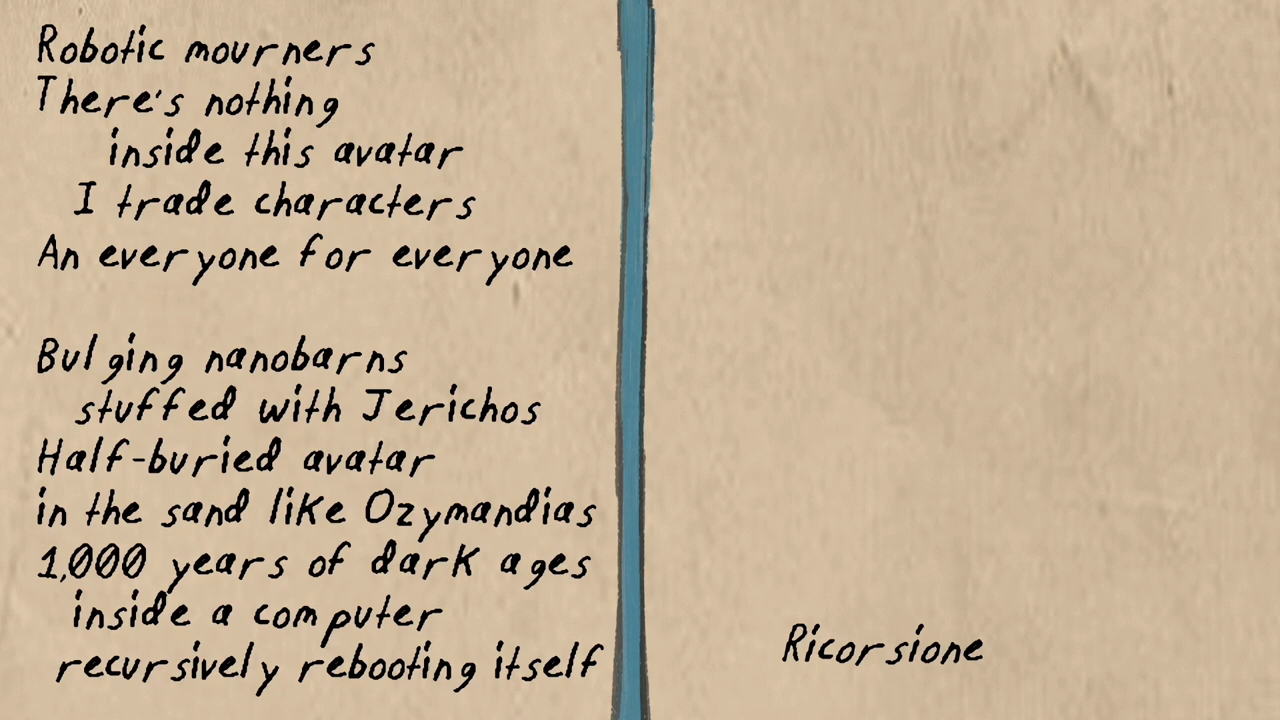 Robotic mourners
There's nothing
inside this avatar
I trade characters
An everyone for everyone
Bulging nanobarns
stuffed with Jerichos
Half-buried avatar
in the sand like Ozymandias
1,000 years of dark ages
inside a computer
recursively rebooting itself
Ricorsione